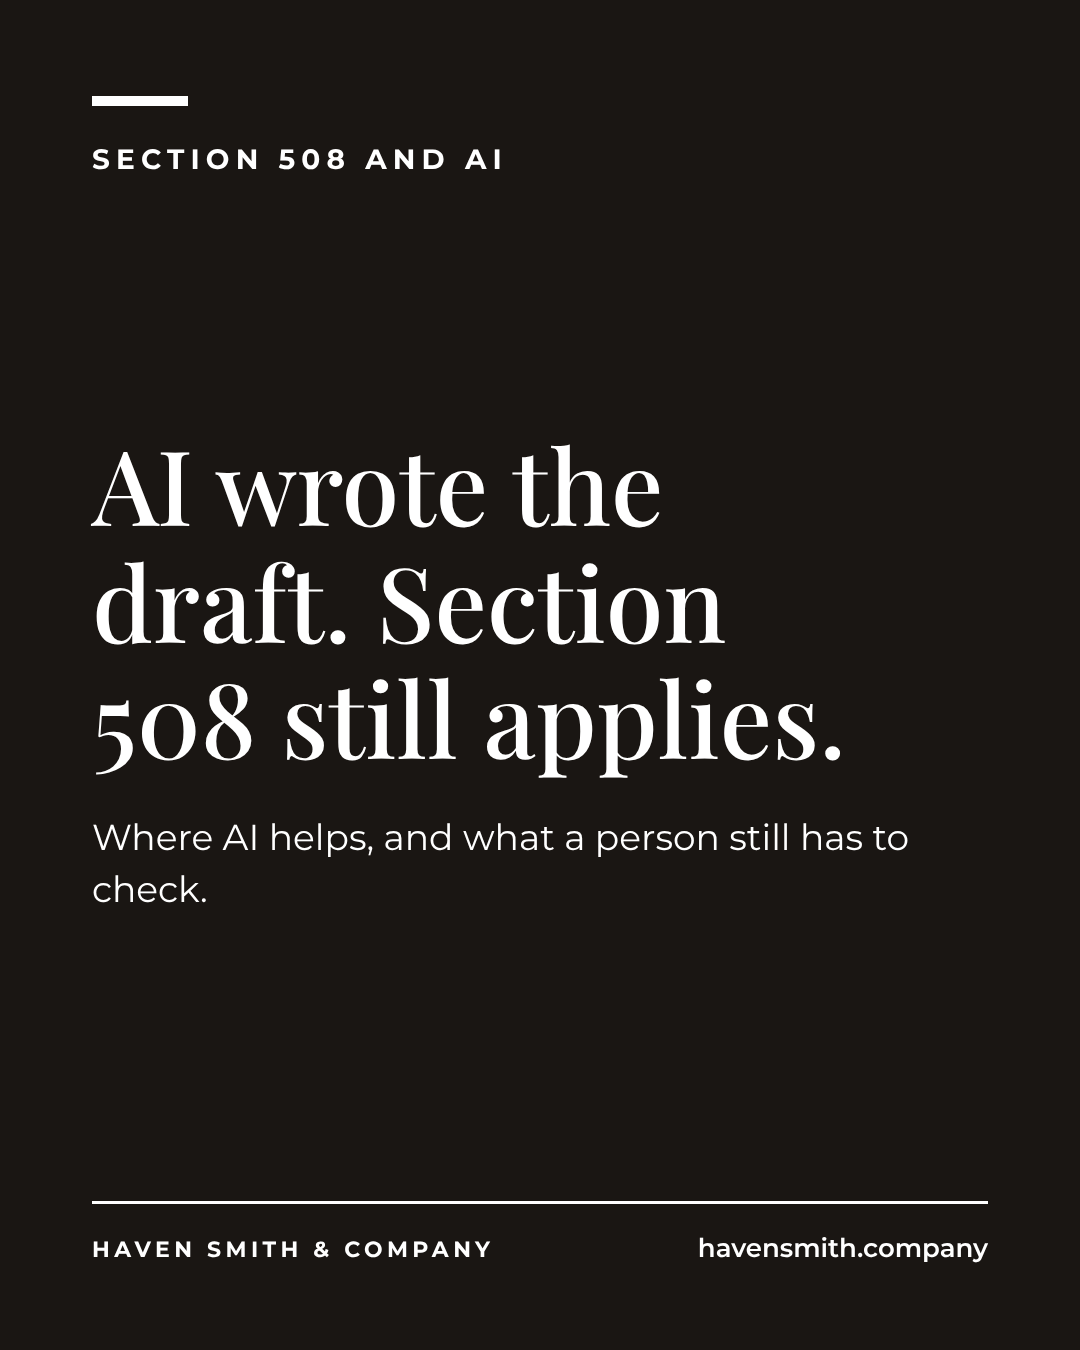 SECTION 508 AND AI
AI wrote the
draft. Section
508 still applies.
Where AI helps, and what a person still has to
check.
HAVEN SMITH & COMPANY
havensmith.company